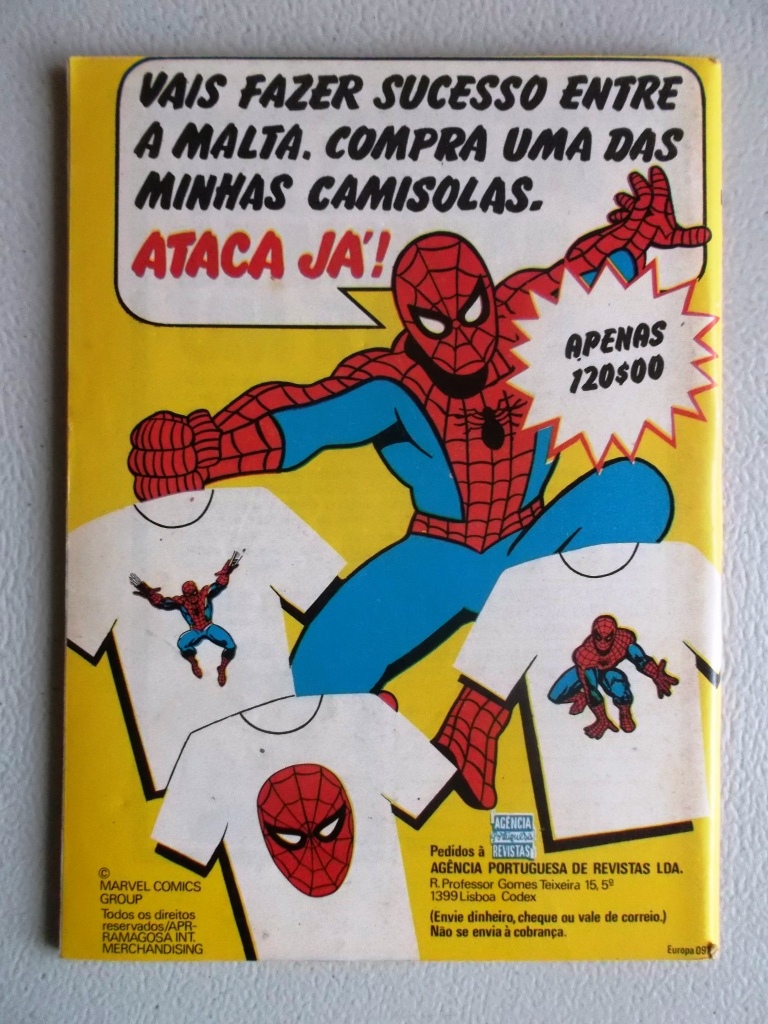 VAIS FAZER SUCESSO ENTRE
A MALTA. COMPRA UMA DAS
MINHAS CAMISOLAS.
ATACA JÁ!
APENAS
120$00
AGÊNCIA
portuguesa
REVISTAS
Pedidos à
AGÊNCIA PORTUGUESA DE REVISTAS LDA.
R. Professor Gomes Teixeira 15, 5º
1399 Lisboa Codex
(Envie dinheiro, cheque ou vale de correio.)
Não se envia à cobrança.
©
MARVEL COMICS
GROUP
Todos os direitos
reservados/APR-
RAMAGOSA INT.
MERCHANDISING
Europa